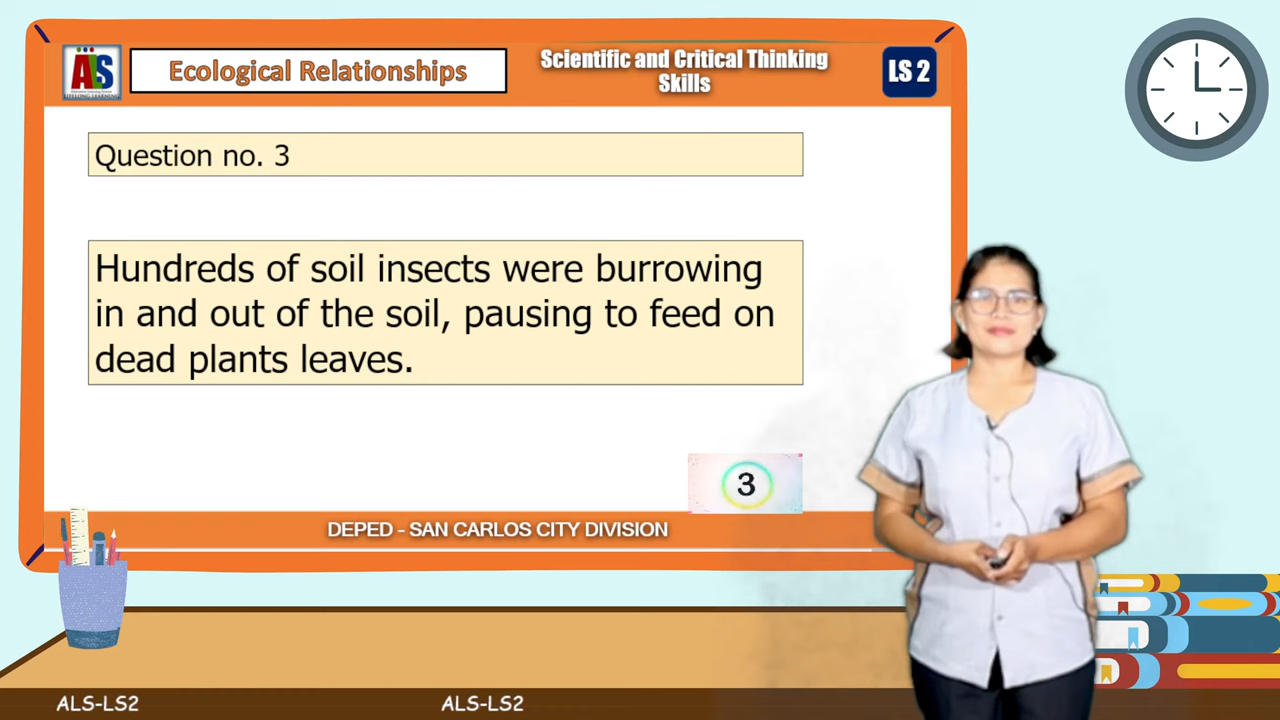 ALS
Ecological Relationships
Scientific and Critical Thinking
Skills
LS 2
Question no. 3
Hundreds of soil insects were burrowing
in and out of the soil, pausing to feed on
dead plants leaves.
3
DEPED - SAN CARLOS CITY DIVISION
ALS-LS2
ALS-LS2